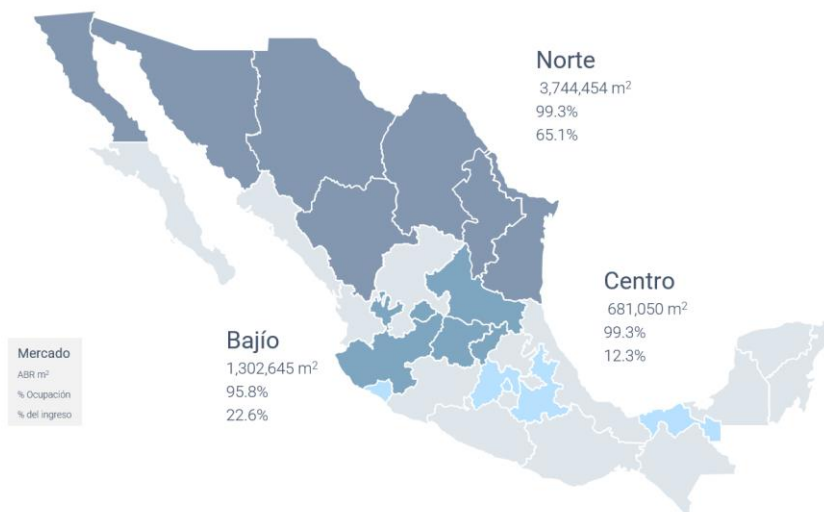 Norte
3,744,454 m²
99.3%
65.1%
Centro
681,050 m²
99.3%
12.3%
Bajío
1,302,645 m²
95.8%
22.6%
Mercado
ABR m²
% Ocupación
% del ingreso